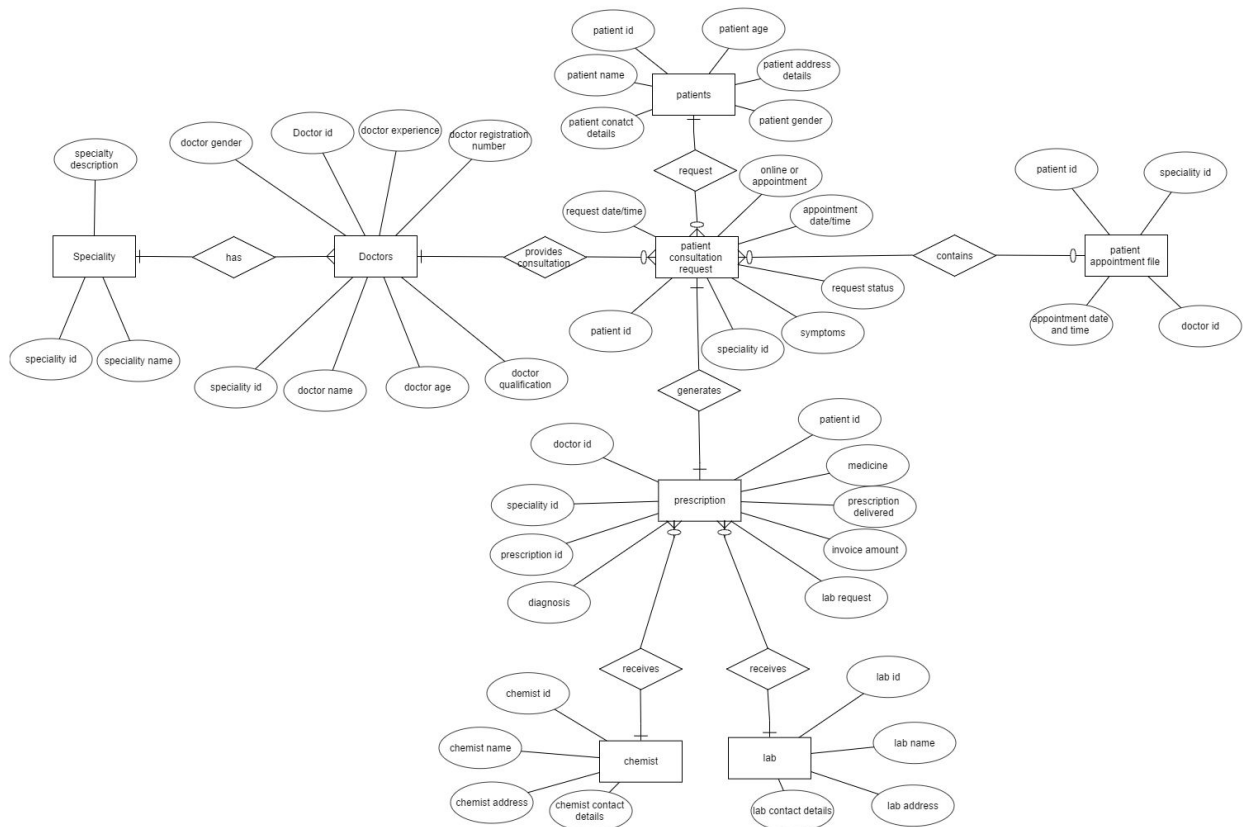 patient id
patient age
patient name
patients
patient address
details
patient conatct
details
patient gender
doctor gender
Doctor id
doctor experience
doctor registration
number
specialty
description
request
online or
appointment
patient id
speciality id
request date/time
appointment
date/time
Speciality
has
Doctors
provides
consultation
patient
consultation
request
contains
patient
appointment file
request status
patient id
symptoms
appointment date
and time
doctor id
speciality id
speciality id
speciality name
speciality id
doctor name
doctor age
doctor
qualification
generates
patient id
doctor id
medicine
speciality id
prescription
prescription
delivered
prescription id
invoice amount
diagnosis
lab request
receives
receives
chemist id
lab id
chemist name
chemist
lab
lab name
chemist address
chemist contact
details
lab contact details
lab address